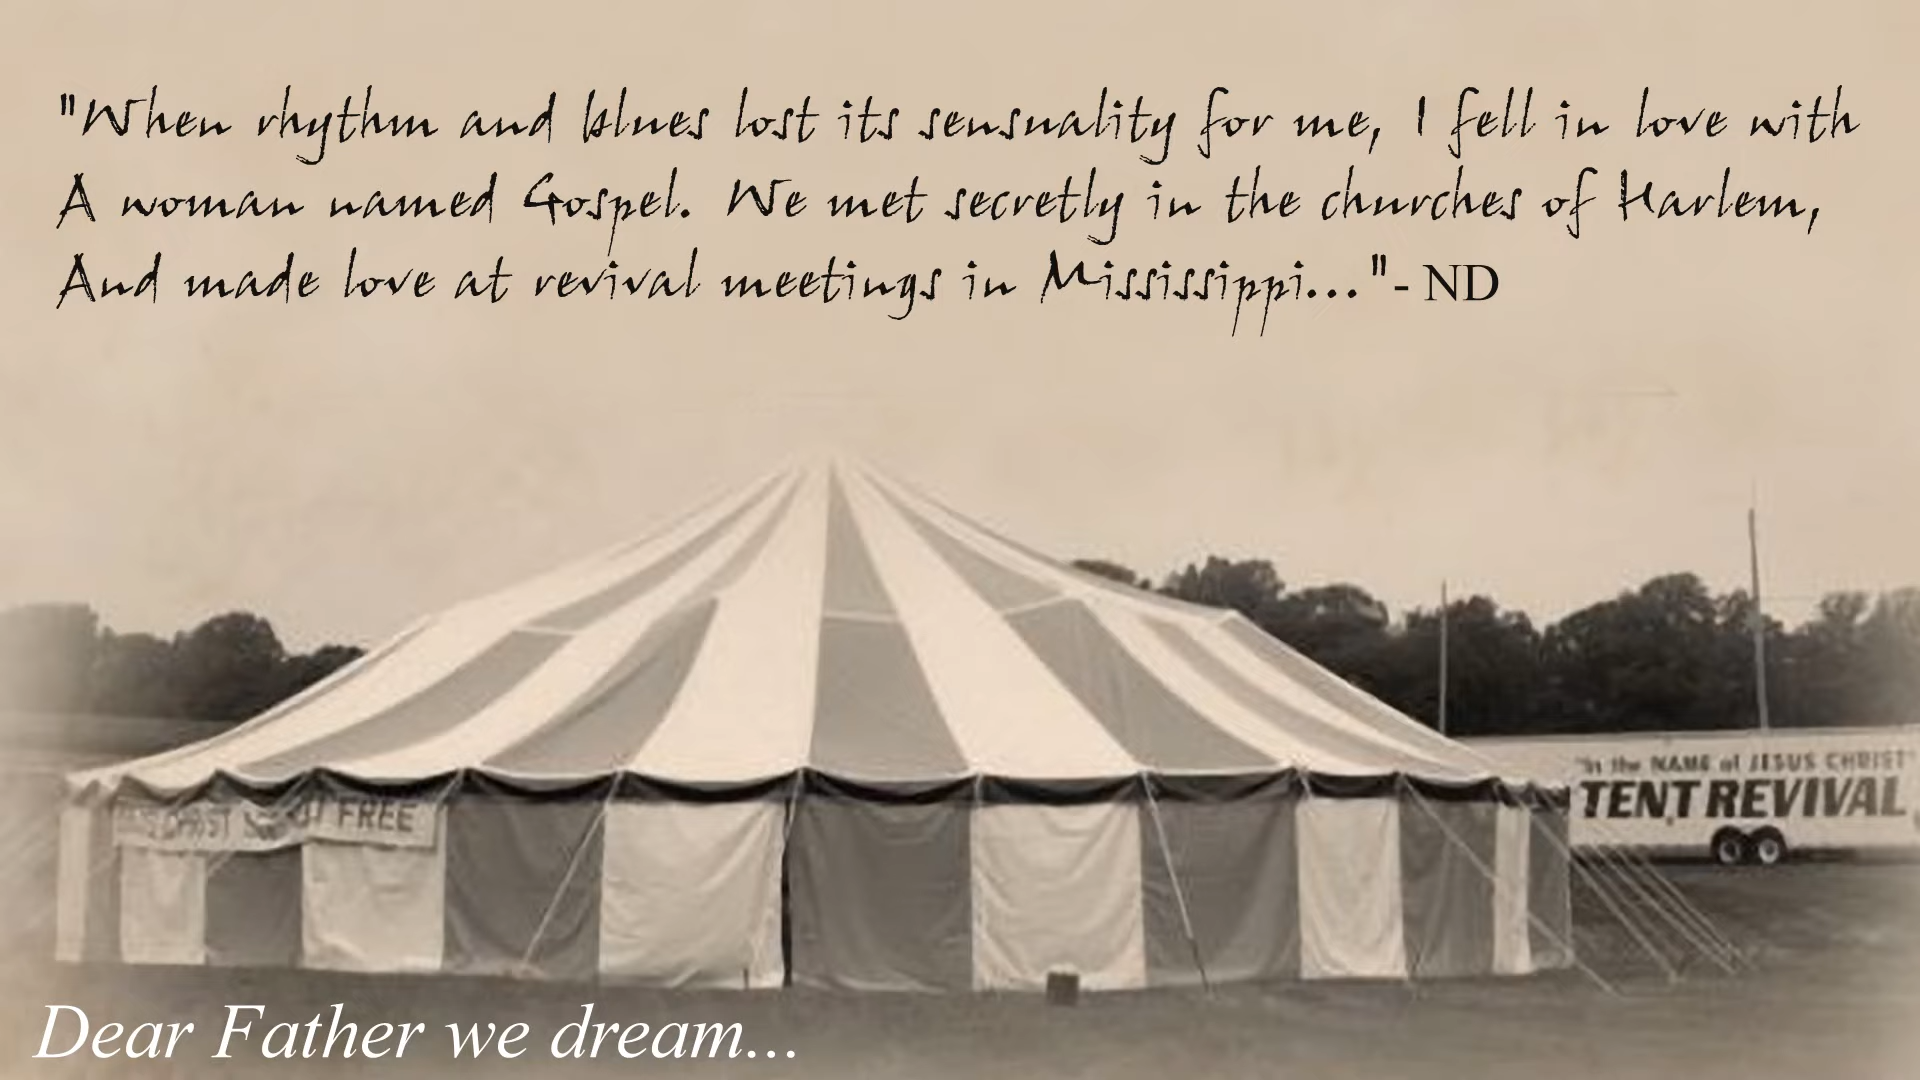 "When rhythm and blues lost its sensuality for me, I fell in love with
A woman named Gospel. We met secretly in the churches of Harlem,
And made love at revival meetings in Mississippi..."- ND
"In the NAME of JESUS CHRIST"
TENT REVIVAL
FREE
Dear Father we dream...